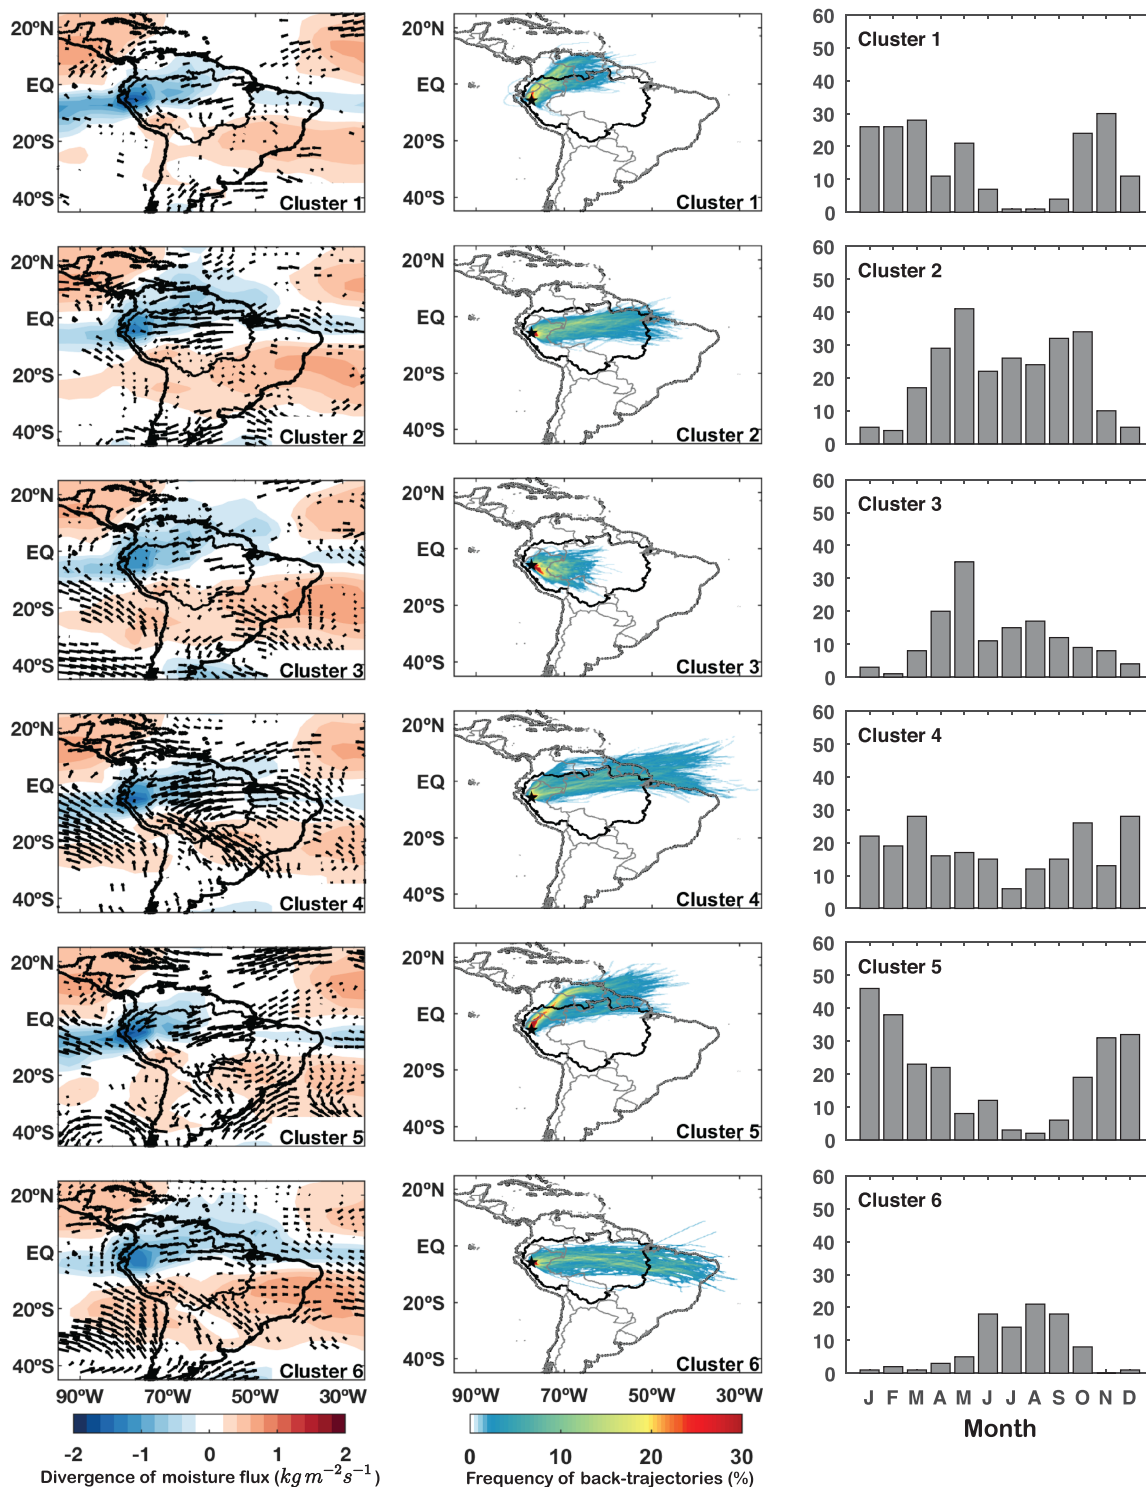 20ºN
EQ
20ºS
40ºS
Cluster 1
20ºN
EQ
20ºS
40ºS
Cluster 1
60
50
40
30
20
10
0
Cluster 1
20ºN
EQ
20ºS
40ºS
Cluster 2
20ºN
EQ
20ºS
40ºS
Cluster 2
60
50
40
30
20
10
0
Cluster 2
20ºN
EQ
20ºS
40ºS
Cluster 3
20ºN
EQ
20ºS
40ºS
Cluster 3
60
50
40
30
20
10
0
Cluster 3
20ºN
EQ
20ºS
40ºS
Cluster 4
20ºN
EQ
20ºS
40ºS
Cluster 4
60
50
40
30
20
10
0
Cluster 4
20ºN
EQ
20ºS
40ºS
Cluster 5
20ºN
EQ
20ºS
40ºS
Cluster 5
60
50
40
30
20
10
0
Cluster 5
20ºN
EQ
20ºS
40ºS
Cluster 6
90ºW 70ºW 50ºW 30ºW
20ºN
EQ
20ºS
40ºS
Cluster 6
90ºW 70ºW 50ºW 30ºW
60
50
40
30
20
10
0
Cluster 6
J F M A M J J A S O N D
Month
-2 -1 0 1 2
Divergence of moisture flux (kg m−2s−1)
0 10 20 30
Frequency of back-trajectories (%)